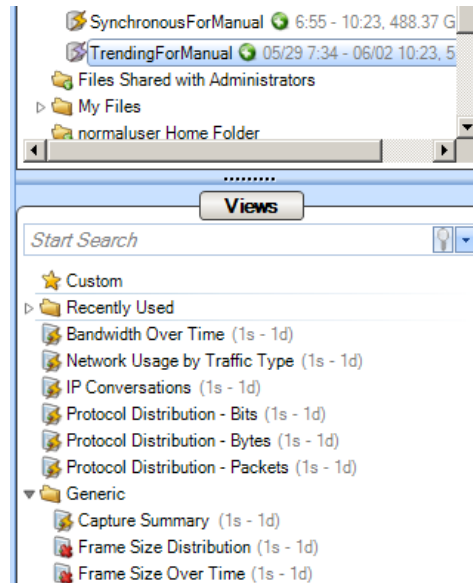 SynchronousForManual 6:55 - 10:23, 488.37 G
TrendingForManual 05/29 7:34 - 06/02 10:23, 5
Files Shared with Administrators
My Files
normaluser Home Folder
Views
Start Search
Custom
Recently Used
Bandwidth Over Time (1s - 1d)
Network Usage by Traffic Type (1s - 1d)
IP Conversations (1s - 1d)
Protocol Distribution - Bits (1s - 1d)
Protocol Distribution - Bytes (1s - 1d)
Protocol Distribution - Packets (1s - 1d)
Generic
Capture Summary (1s - 1d)
Frame Size Distribution (1s - 1d)
Frame Size Over Time (1s - 1d)